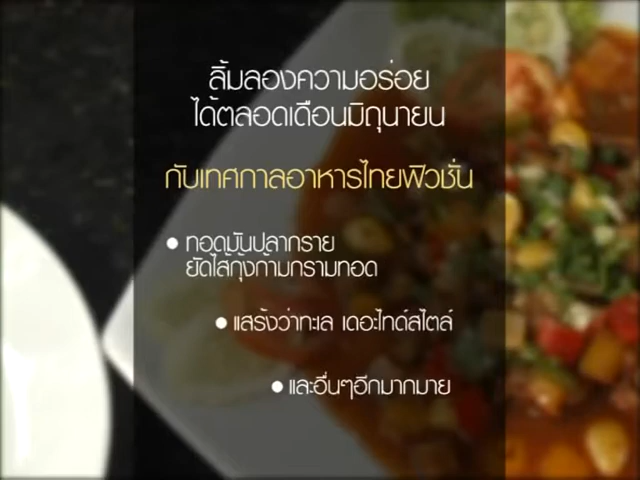 ลิ้มลองความอร่อย
ได้ตลอดเดือนมิถุนายน
กับเทศกาลอาหารไทยฟิวชั่น
• ทอดมันปลากราย
ยัดไส้กุ้งก้ามกรามทอด
• แสร้งว่าทะเล เดอะไทด์สไตล์
• และอื่นๆอีกมากมาย